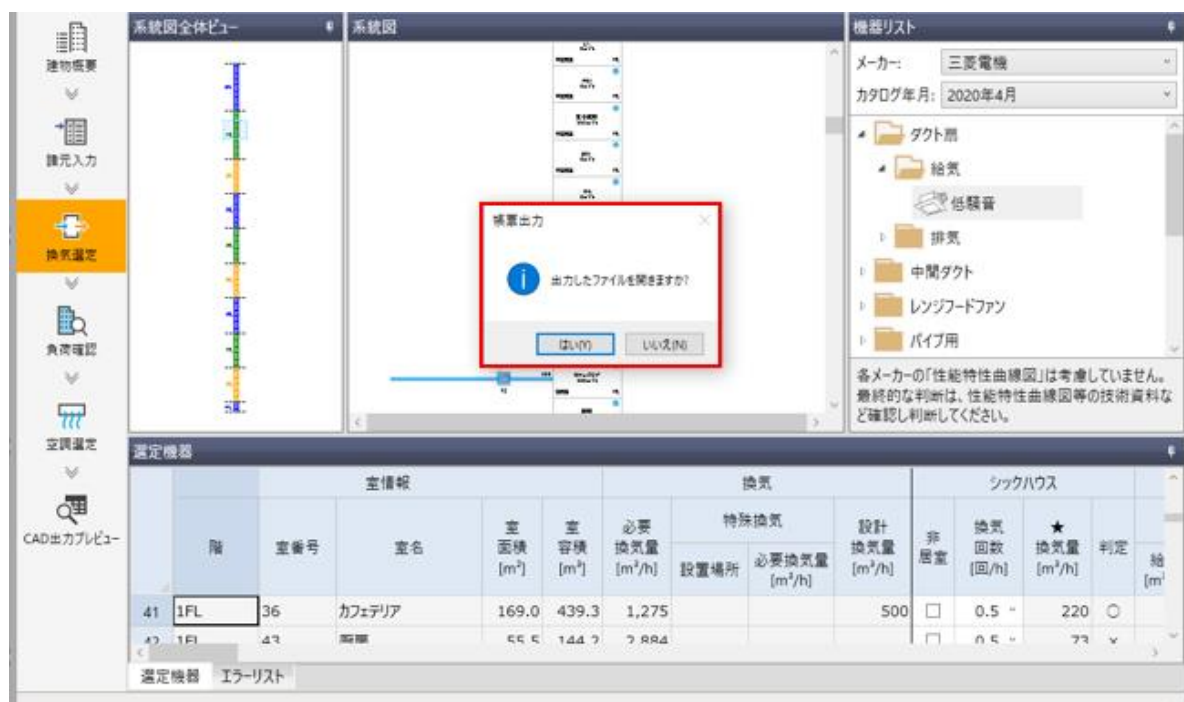 建物概要
諸元入力
換気選定
負荷確認
空調選定
CAD出力プレビュー
系統図全体ビュー
系統図
機器リスト
メーカー: 三菱電機
カタログ年月: 2020年4月
ダクト用
給気
低騒音
排気
中間ダクト
レンジフードファン
パイプ用
各メーカーの「性能特性曲線図」は考慮していません。
最終的な判断は、性能特性曲線図等の技術資料な
ど確認し判断してください。
帳票出力
出力したファイルを開きますか?
はい(Y) いいえ(N)
選定機器
室情報 換気 シックハウス
階 室番号 室名 室面積[m²] 室容積[m³] 必要換気量[m³/h] 特殊換気 設置場所 必要換気量[m³/h] 設計換気量[m³/h] 非居室 換気回数[回/h] ★換気量[m³/h] 判定
41 1FL 36 カフェテリア 169.0 439.3 1,275 500 0.5 220 ○
42 1FL 43 厨房 55.5 144.2 2,884 0.5 73 ×
選定機器 エラーリスト